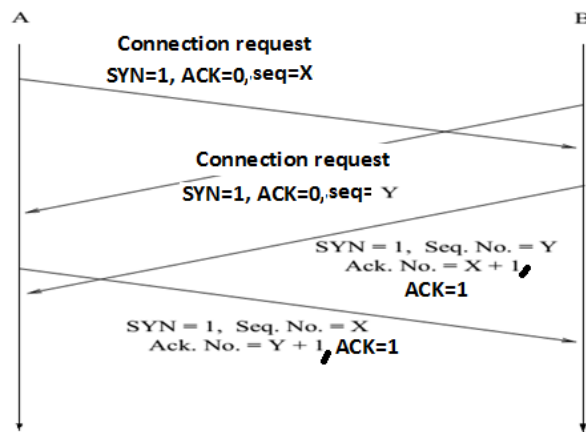 A
B
Connection request
SYN=1, ACK=0, seq=X
Connection request
SYN=1, ACK=0, seq= Y
SYN = 1, Seq. No. = Y
Ack. No. = X + 1,
ACK=1
SYN = 1, Seq. No. = X
Ack. No. = Y + 1, ACK=1